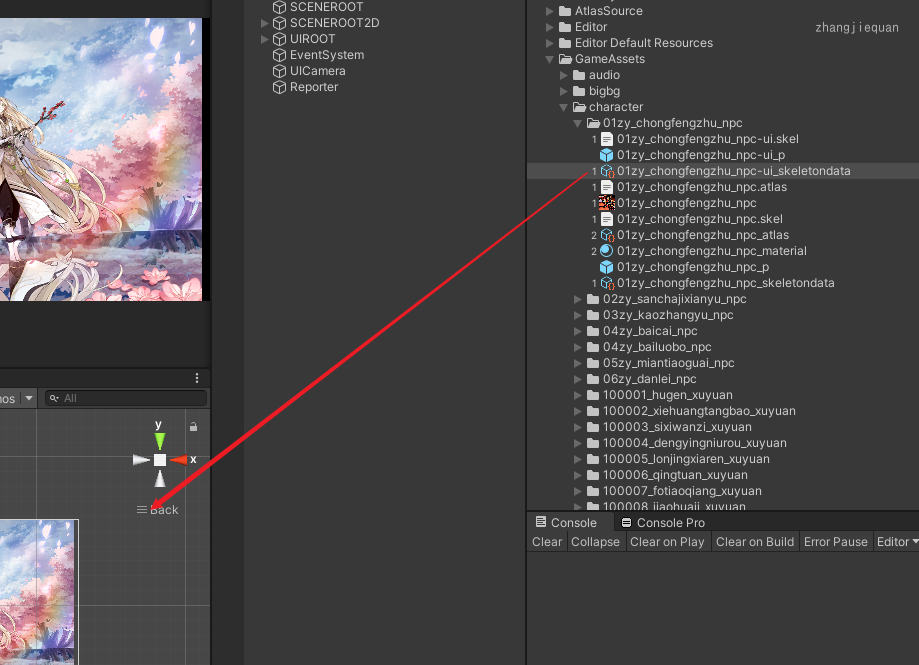 SCENEROOT
SCENEROOT2D
UIROOT
EventSystem
UICamera
Reporter
All
y
x
Back
AtlasSource
Editor
zhangjiequan
Editor Default Resources
GameAssets
audio
bigbg
character
01zy_chongfengzhu_npc
1 01zy_chongfengzhu_npc-ui.skel
01zy_chongfengzhu_npc-ui_p
1 01zy_chongfengzhu_npc-ui_skeletondata
1 01zy_chongfengzhu_npc.atlas
1 01zy_chongfengzhu_npc
1 01zy_chongfengzhu_npc.skel
2 01zy_chongfengzhu_npc_atlas
2 01zy_chongfengzhu_npc_material
01zy_chongfengzhu_npc_p
1 01zy_chongfengzhu_npc_skeletondata
02zy_sanchajixianyu_npc
03zy_kaozhangyu_npc
04zy_baicai_npc
04zy_bailuobo_npc
05zy_miantiaoguai_npc
06zy_danlei_npc
100001_hugen_xuyuan
100002_xiehuangtangbao_xuyuan
100003_sixiwanzi_xuyuan
100004_dengyingniurou_xuyuan
100005_lonjingxiaren_xuyuan
100006_qingtuan_xuyuan
100007_fotiaoqiang_xuyuan
Console
Console Pro
Clear
Collapse
Clear on Play
Clear on Build
Error Pause
Editor